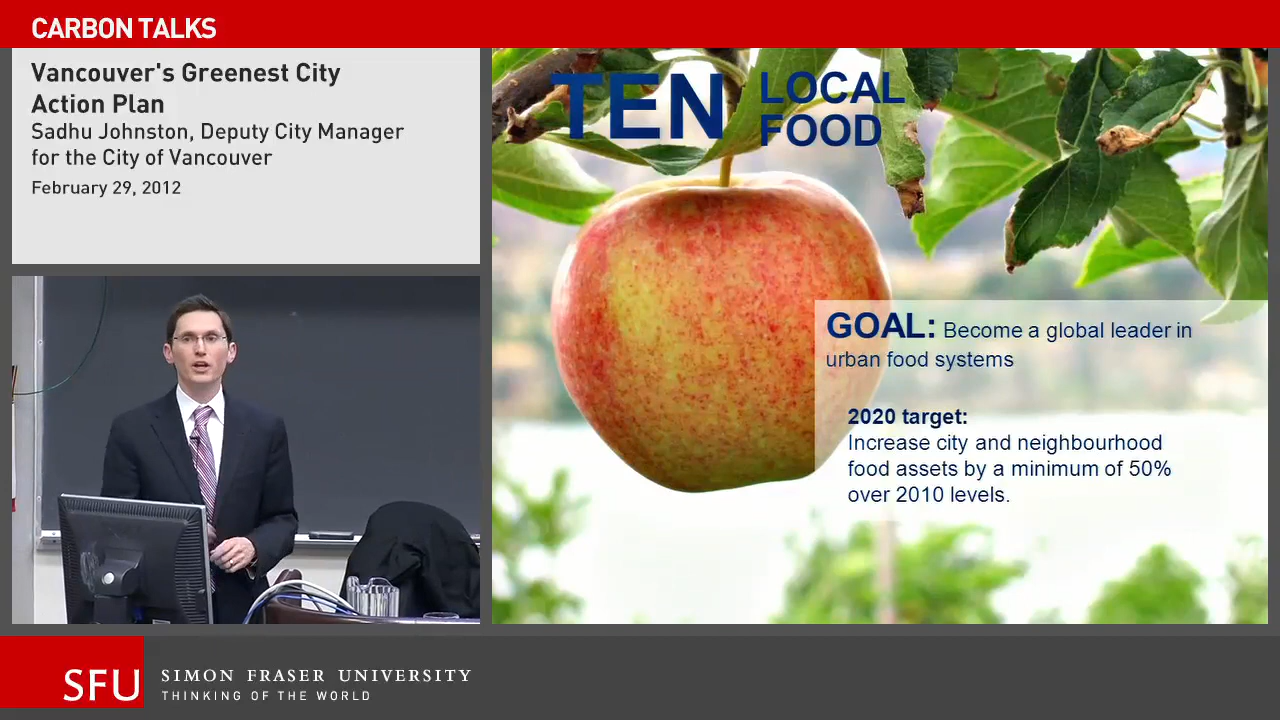 CARBON TALKS
Vancouver's Greenest City
Action Plan
Sadhu Johnston, Deputy City Manager
for the City of Vancouver
February 29, 2012
TEN
LOCAL
FOOD
GOAL: Become a global leader in
urban food systems
2020 target:
Increase city and neighbourhood
food assets by a minimum of 50%
over 2010 levels.
SFU
SIMON FRASER UNIVERSITY
THINKING OF THE WORLD